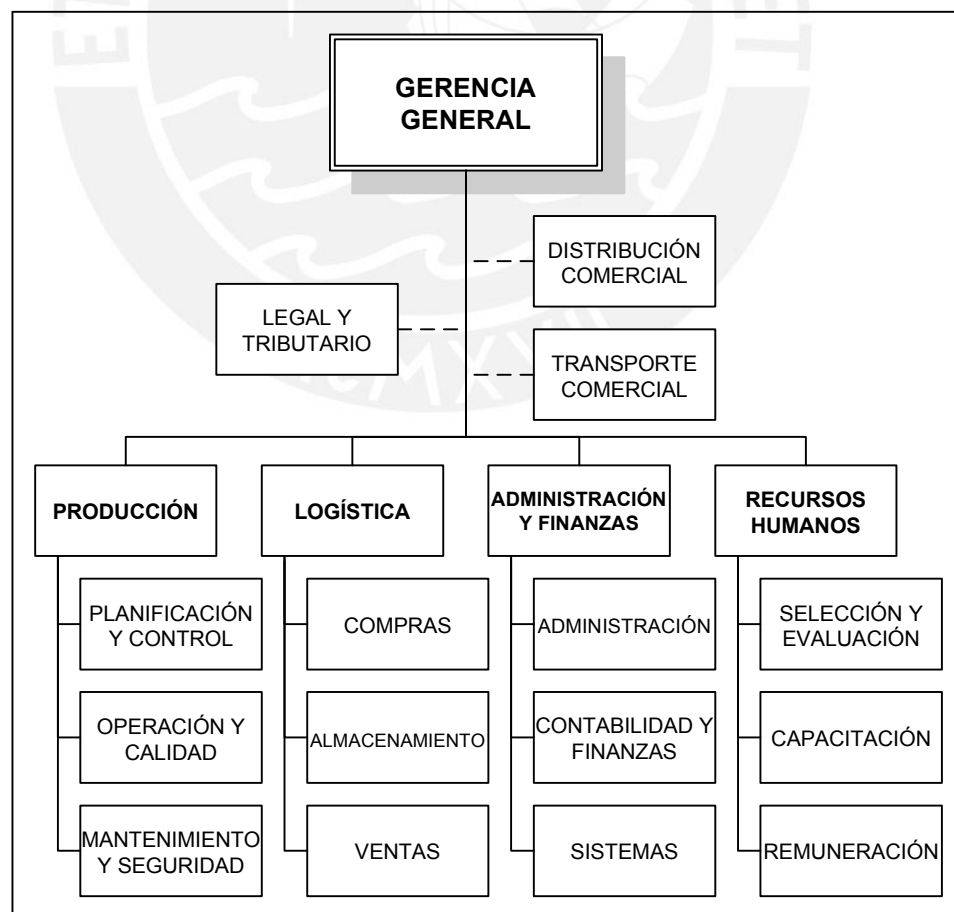 GERENCIA
GENERAL
DISTRIBUCIÓN
COMERCIAL
LEGAL Y
TRIBUTARIO
TRANSPORTE
COMERCIAL
PRODUCCIÓN
LOGÍSTICA
ADMINISTRACIÓN
Y FINANZAS
RECURSOS
HUMANOS
PLANIFICACIÓN
Y CONTROL
COMPRAS
ADMINISTRACIÓN
SELECCIÓN Y
EVALUACIÓN
OPERACIÓN Y
CALIDAD
ALMACENAMIENTO
CONTABILIDAD Y
FINANZAS
CAPACITACIÓN
MANTENIMIENTO
Y SEGURIDAD
VENTAS
SISTEMAS
REMUNERACIÓN